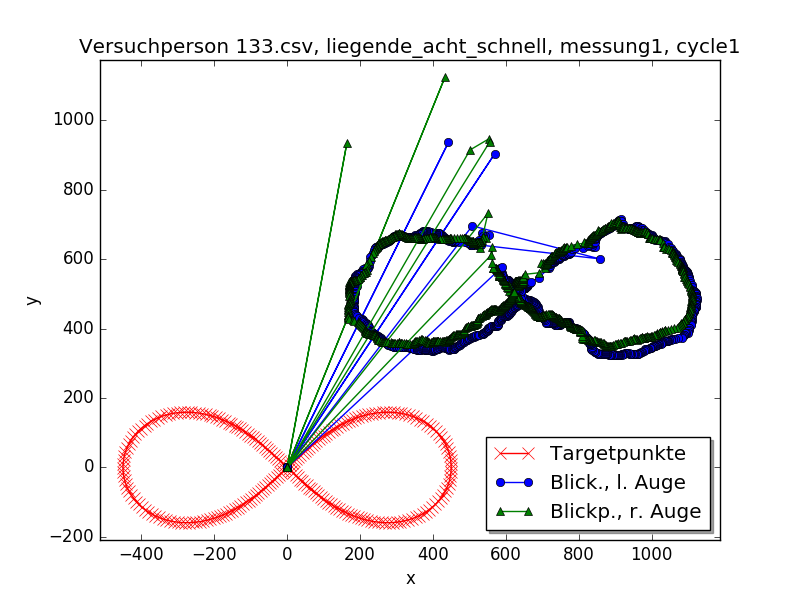 Versuchperson 133.csv, liegende_acht_schnell, messung1, cycle1
1000
800
600
400
200
0
−200
y
−400 −200 0 200 400 600 800 1000
x
Targetpunkte
Blick., l. Auge
Blickp., r. Auge